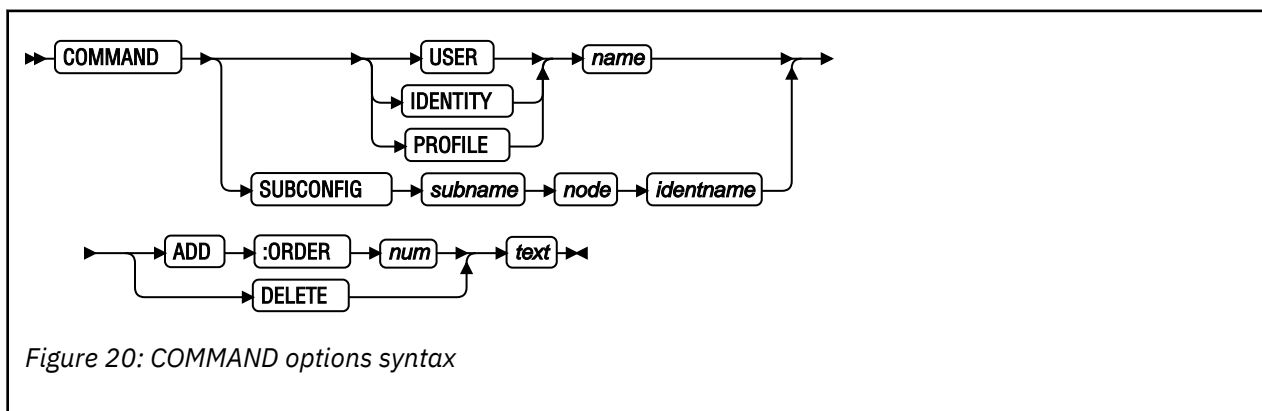 COMMAND USER name
IDENTITY
PROFILE
SUBCONFIG subname node identname
ADD :ORDER num text
DELETE
Figure 20: COMMAND options syntax